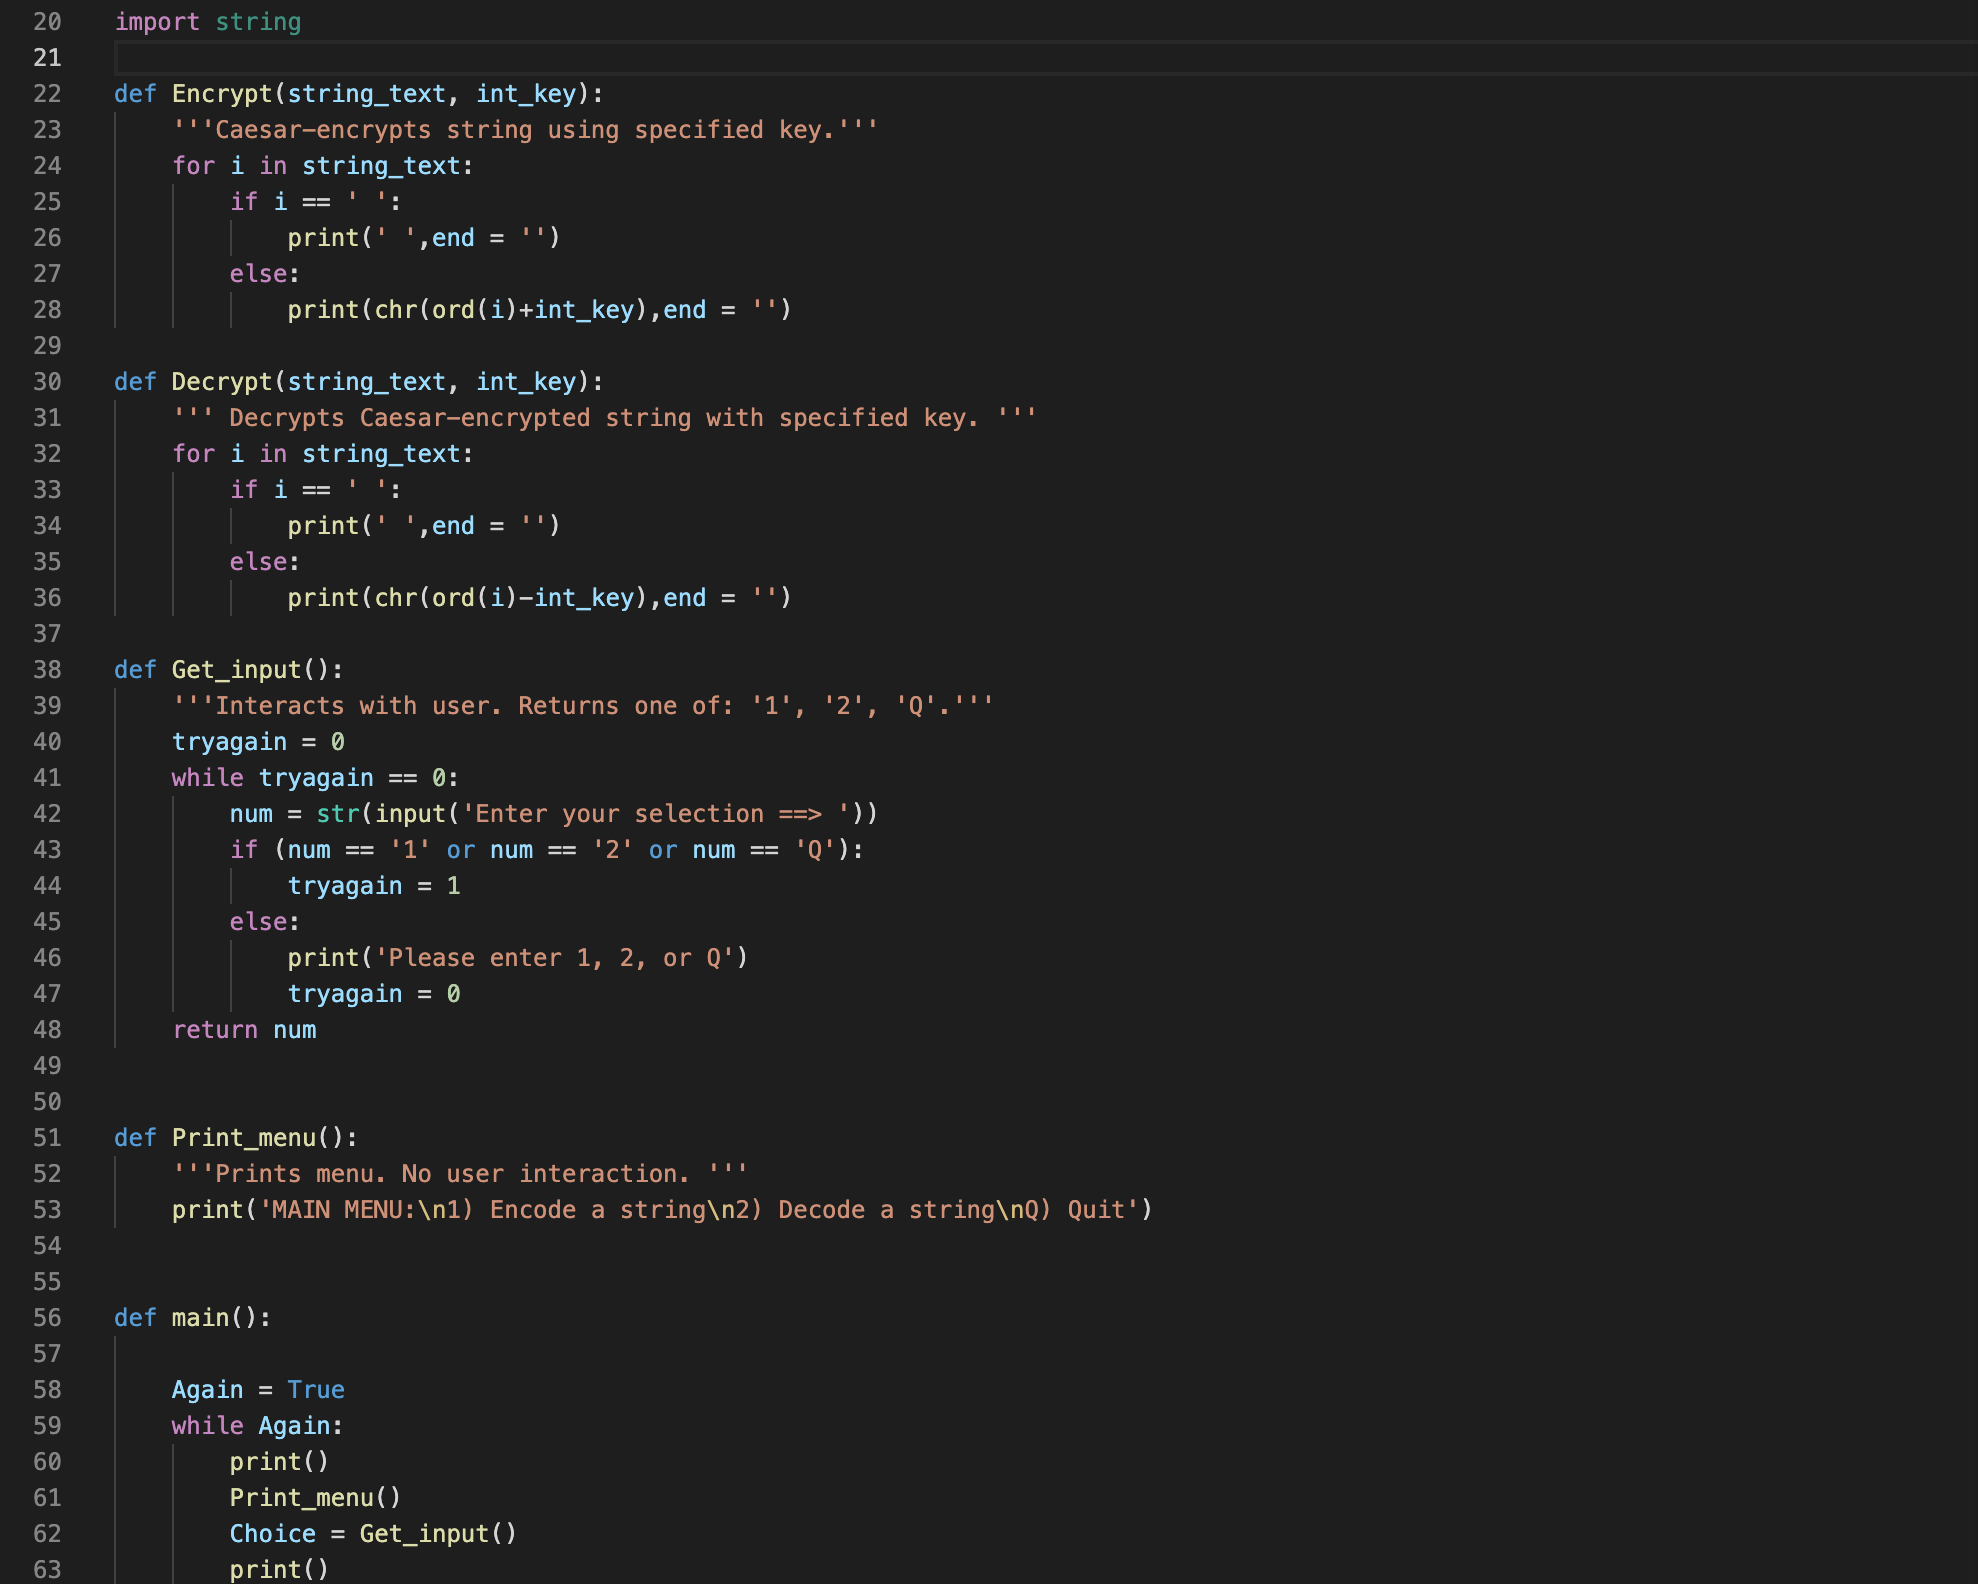 20 import string
21
22 def Encrypt(string_text, int_key):
23     '''Caesar-encrypts string using specified key.'''
24     for i in string_text:
25         if i == ' ':
26             print(' ',end = '')
27         else:
28             print(chr(ord(i)+int_key),end = '')
29
30 def Decrypt(string_text, int_key):
31     ''' Decrypts Caesar-encrypted string with specified key. '''
32     for i in string_text:
33         if i == ' ':
34             print(' ',end = '')
35         else:
36             print(chr(ord(i)-int_key),end = '')
37
38 def Get_input():
39     '''Interacts with user. Returns one of: '1', '2', 'Q'.'''
40     tryagain = 0
41     while tryagain == 0:
42         num = str(input('Enter your selection ==> '))
43         if (num == '1' or num == '2' or num == 'Q'):
44             tryagain = 1
45         else:
46             print('Please enter 1, 2, or Q')
47             tryagain = 0
48     return num
49
50
51 def Print_menu():
52     '''Prints menu. No user interaction. '''
53     print('MAIN MENU:\n1) Encode a string\n2) Decode a string\nQ) Quit')
54
55
56 def main():
57
58     Again = True
59     while Again:
60         print()
61         Print_menu()
62         Choice = Get_input()
63         print()